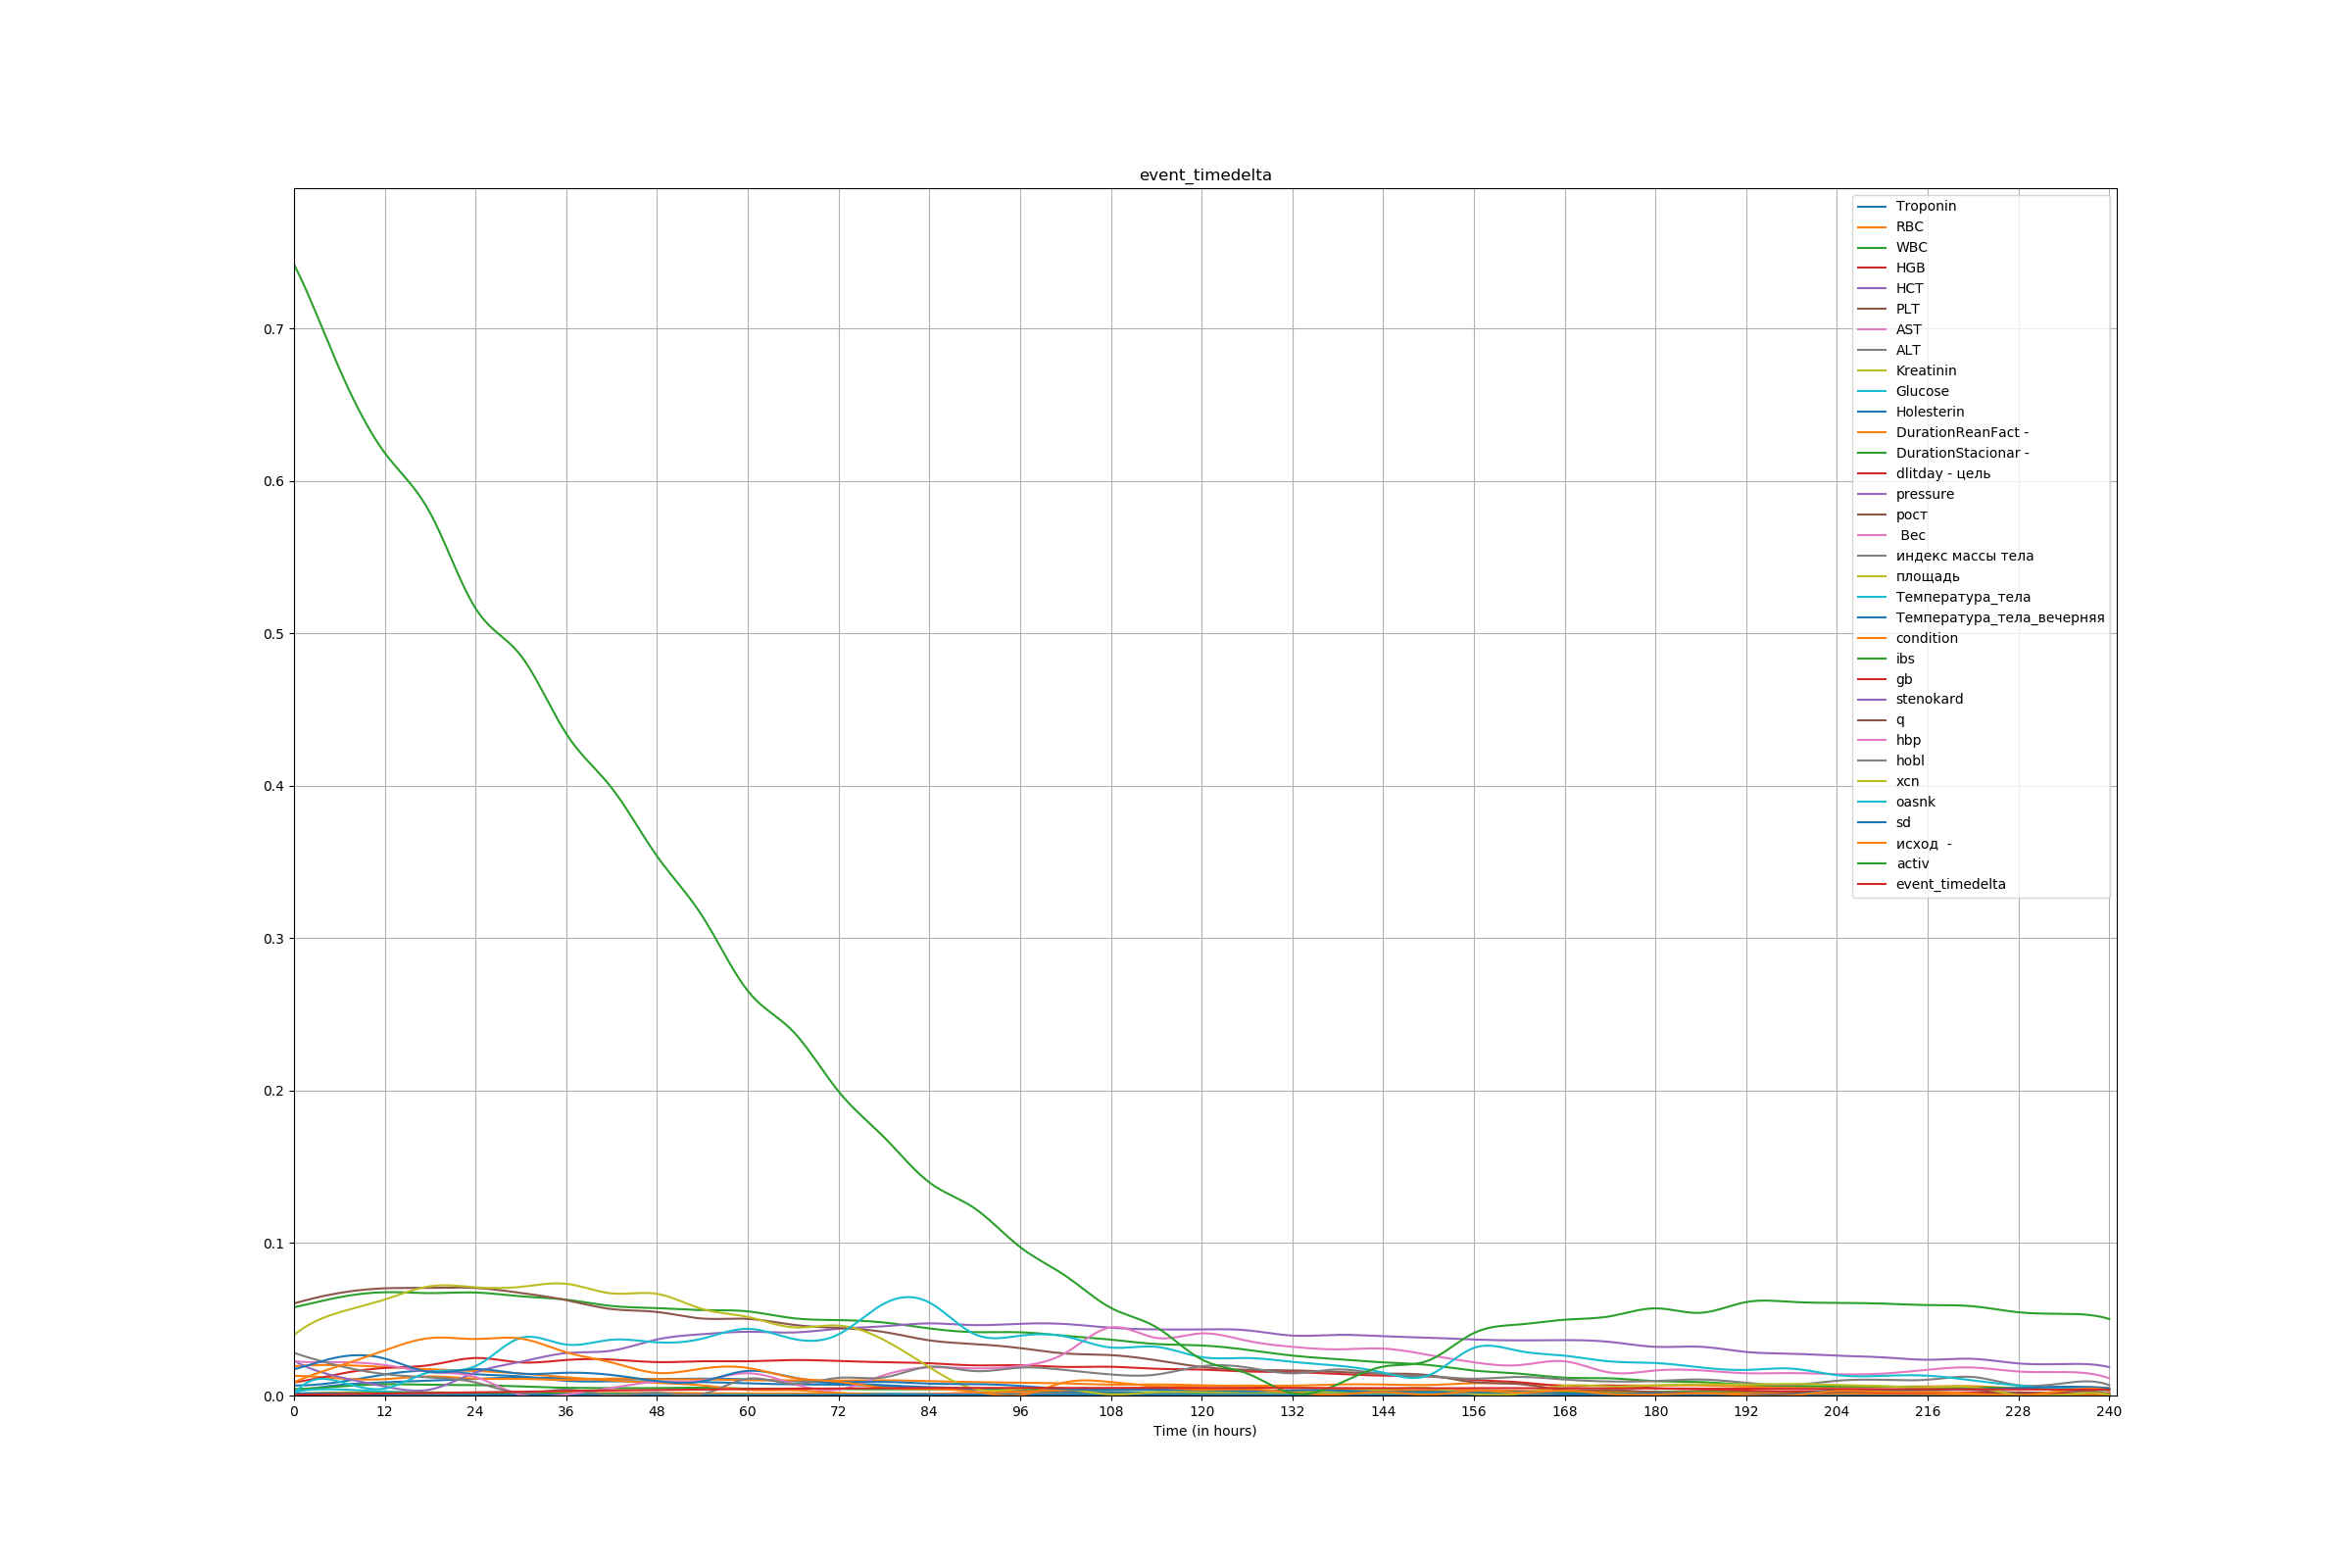 event_timedelta
Troponin
RBC
WBC
HGB
HCT
PLT
AST
ALT
Kreatinin
Glucose
Holesterin
DurationReanFact -
DurationStacionar -
dlitday - цель
pressure
рост
Вес
индекс массы тела
площадь
Температура_тела
Температура_тела_вечерняя
condition
ibs
gb
stenokard
q
hbp
hobl
xcn
oasnk
sd
исход  -
activ
event_timedelta
0.7
0.6
0.5
0.4
0.3
0.2
0.1
0.0
0 12 24 36 48 60 72 84 96 108 120 132 144 156 168 180 192 204 216 228 240
Time (in hours)